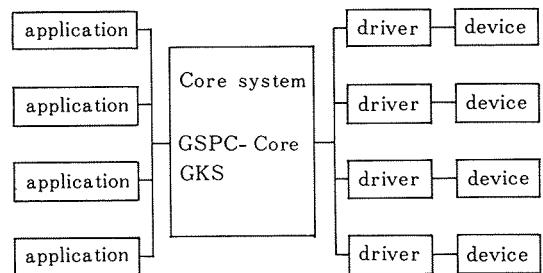 application
application
application
application
Core system
GSPC-Core
GKS
driver
device
driver
device
driver
device
driver
device